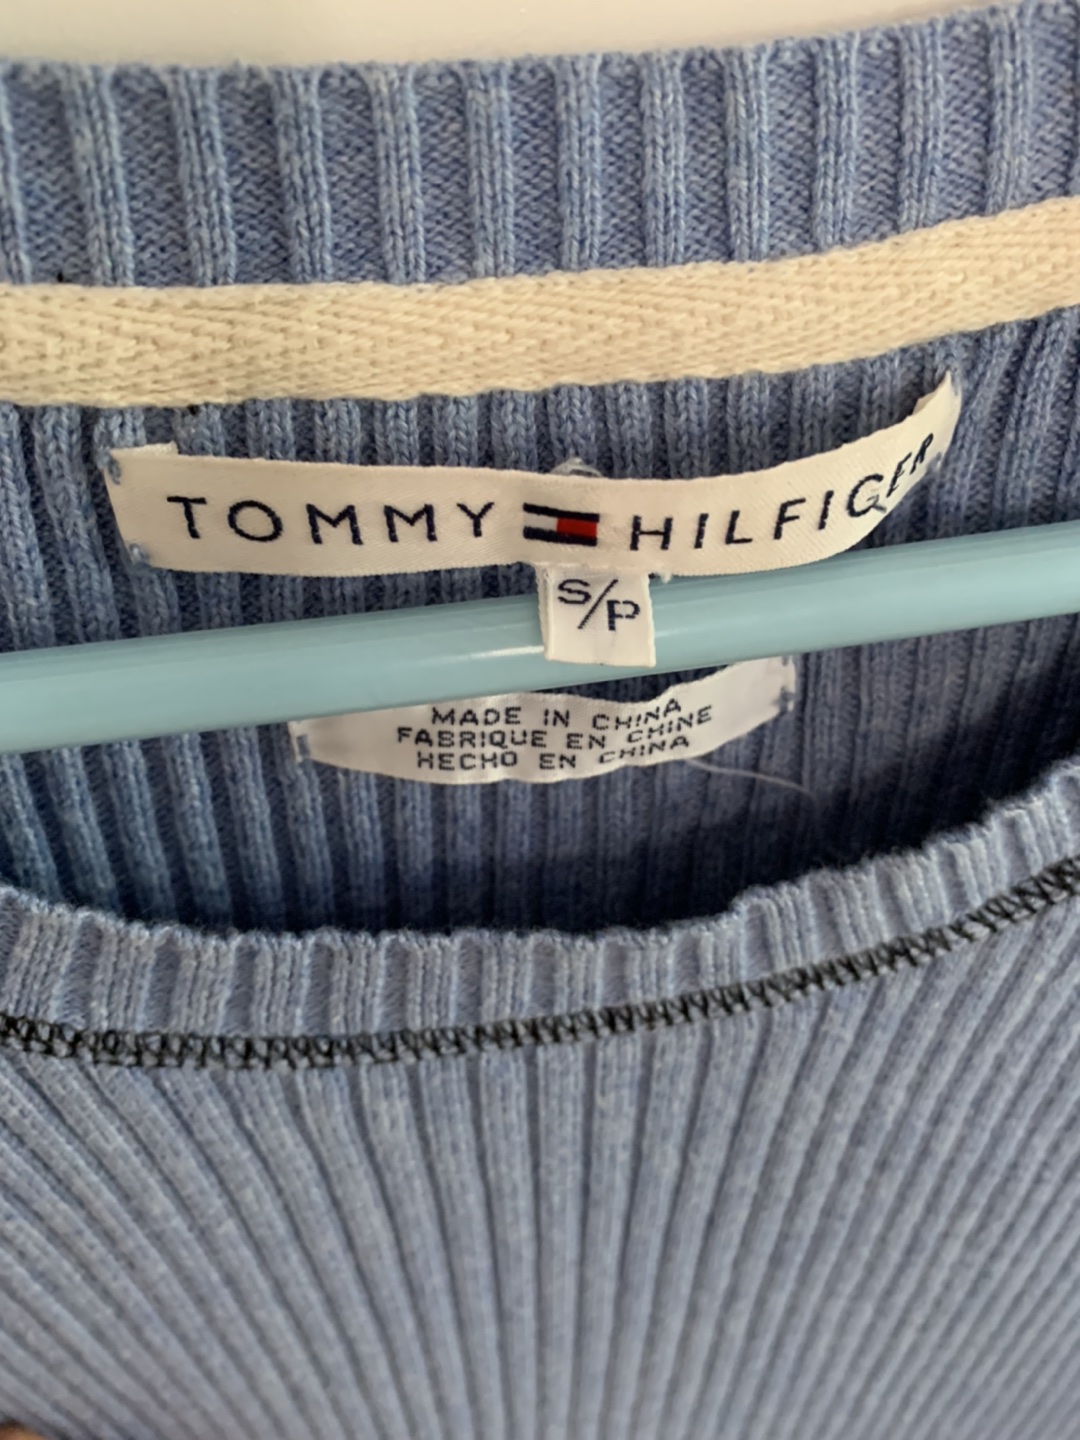 TOMMY HILFIGER
S/P
MADE IN CHINA
FABRIQUE EN CHINE
HECHO EN CHINA